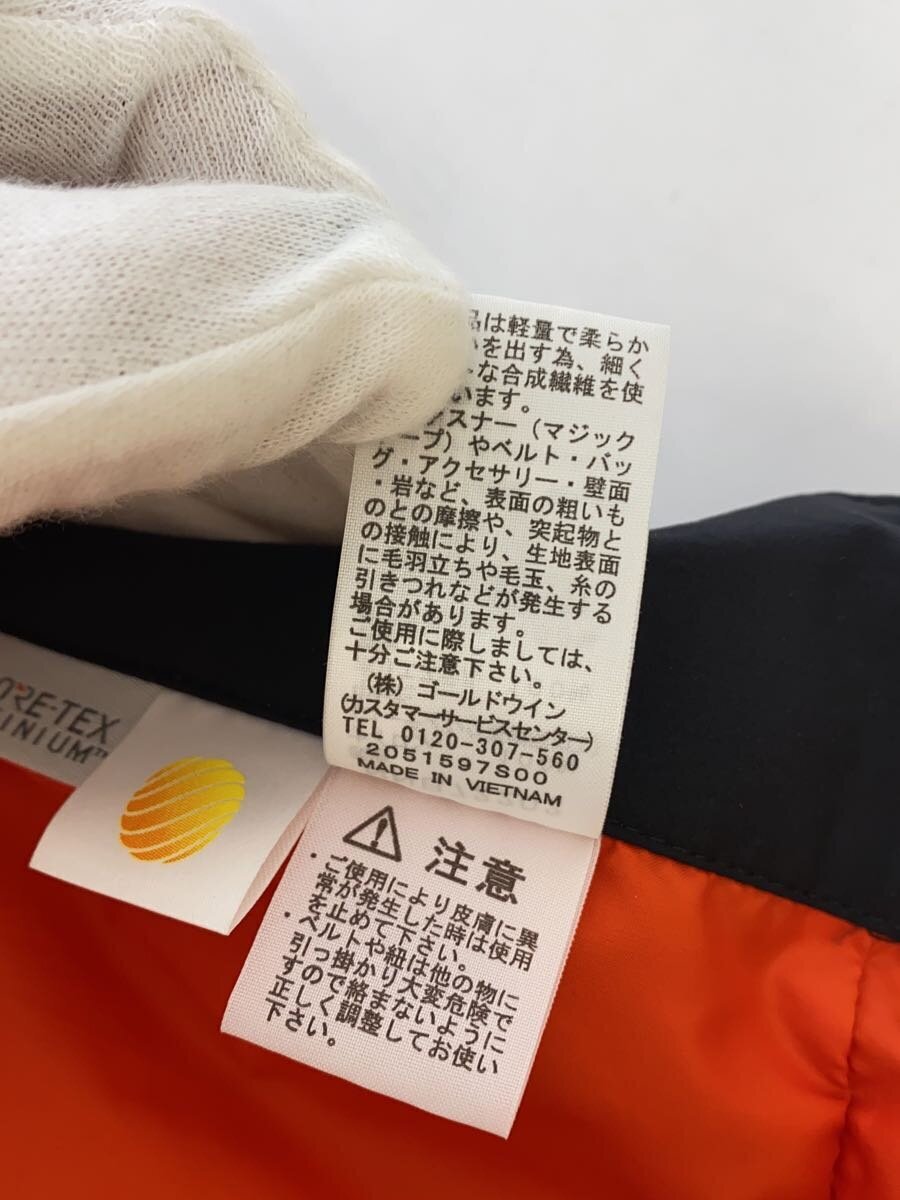 品は軽量で柔らか
を出す為、細く
な合成繊維を使
います。
ァスナー(マジック
ープ)やベルト・バッ
グ・アクセサリー・壁面
・岩など、表面の粗いも
のとの摩擦や、突起物と
の接触により、生地表面
に毛羽立ちや毛玉、糸の
引きつれなどが発生する
場合があります。
ご使用に際しましては、
十分ご注意下さい。
(株)ゴールドウイン
(カスタマーサービスセンター)
TEL 0120-307-560
2051597S00
MADE IN VIETNAM
ORE-TEX
INIUM™
注意
・ご使用により皮膚に異
常が発生した時は使用
を止めて下さい。
・ベルトや紐は他の物に
引っ掛かり大変危険で
すので絡まないように
正しく調整してお使い
下さい。